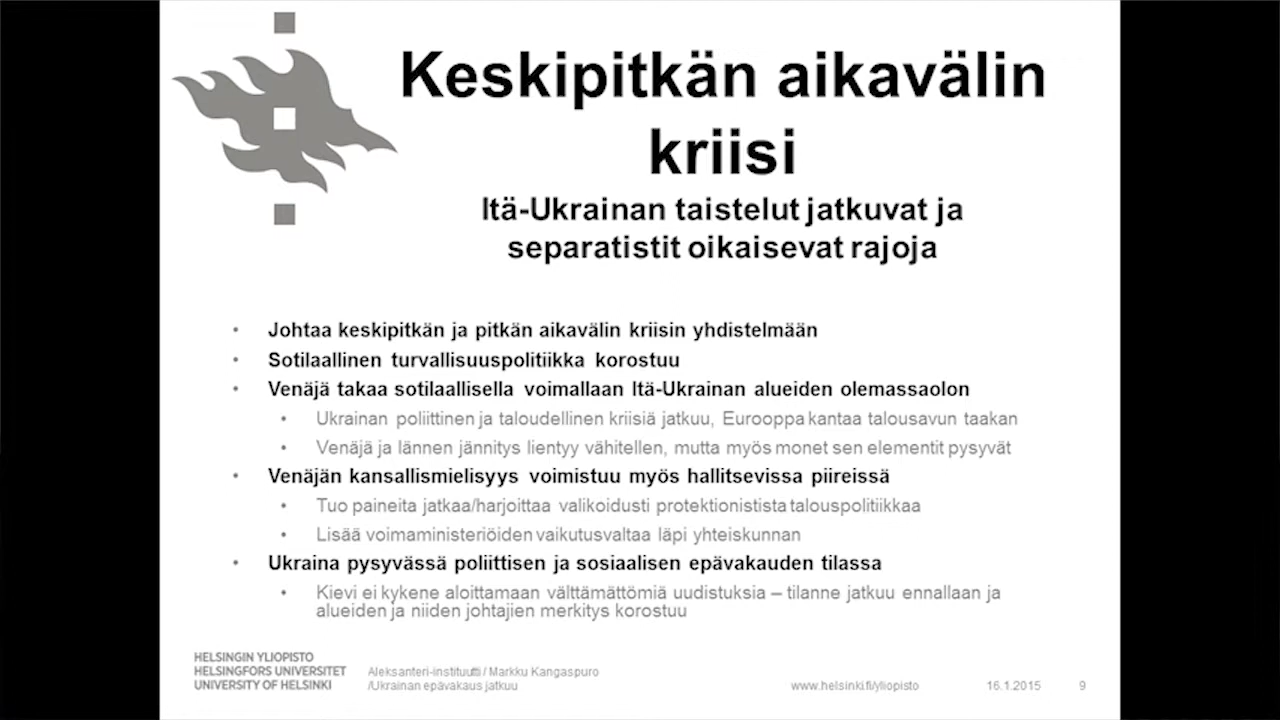 Keskipitkän aikavälin
kriisi
Itä-Ukrainan taistelut jatkuvat ja
separatistit oikaisevat rajoja
• Johtaa keskipitkän ja pitkän aikavälin kriisin yhdistelmään
• Sotilaallinen turvallisuuspolitiikka korostuu
• Venäjä takaa sotilaallisella voimallaan Itä-Ukrainan alueiden olemassaolon
• Ukrainan poliittinen ja taloudellinen kriisiä jatkuu, Eurooppa kantaa talousavun taakan
• Venäjä ja lännen jännitys lientyy vähitellen, mutta myös monet sen elementit pysyvät
• Venäjän kansallismielisyys voimistuu myös hallitsevissa piireissä
• Tuo paineita jatkaa/harjoittaa valikoidusti protektionistista talouspolitiikkaa
• Lisää voimaministeriöiden vaikutusvaltaa läpi yhteiskunnan
• Ukraina pysyvässä poliittisen ja sosiaalisen epävakauden tilassa
• Kievi ei kykene aloittamaan välttämättömiä uudistuksia – tilanne jatkuu ennallaan ja
alueiden ja niiden johtajien merkitys korostuu
HELSINGIN YLIOPISTO
HELSINGFORS UNIVERSITET
UNIVERSITY OF HELSINKI
Aleksanteri-instituutti / Markku Kangaspuro
/Ukrainan epävakaus jatkuu
www.helsinki.fi/yliopisto
16.1.2015
9